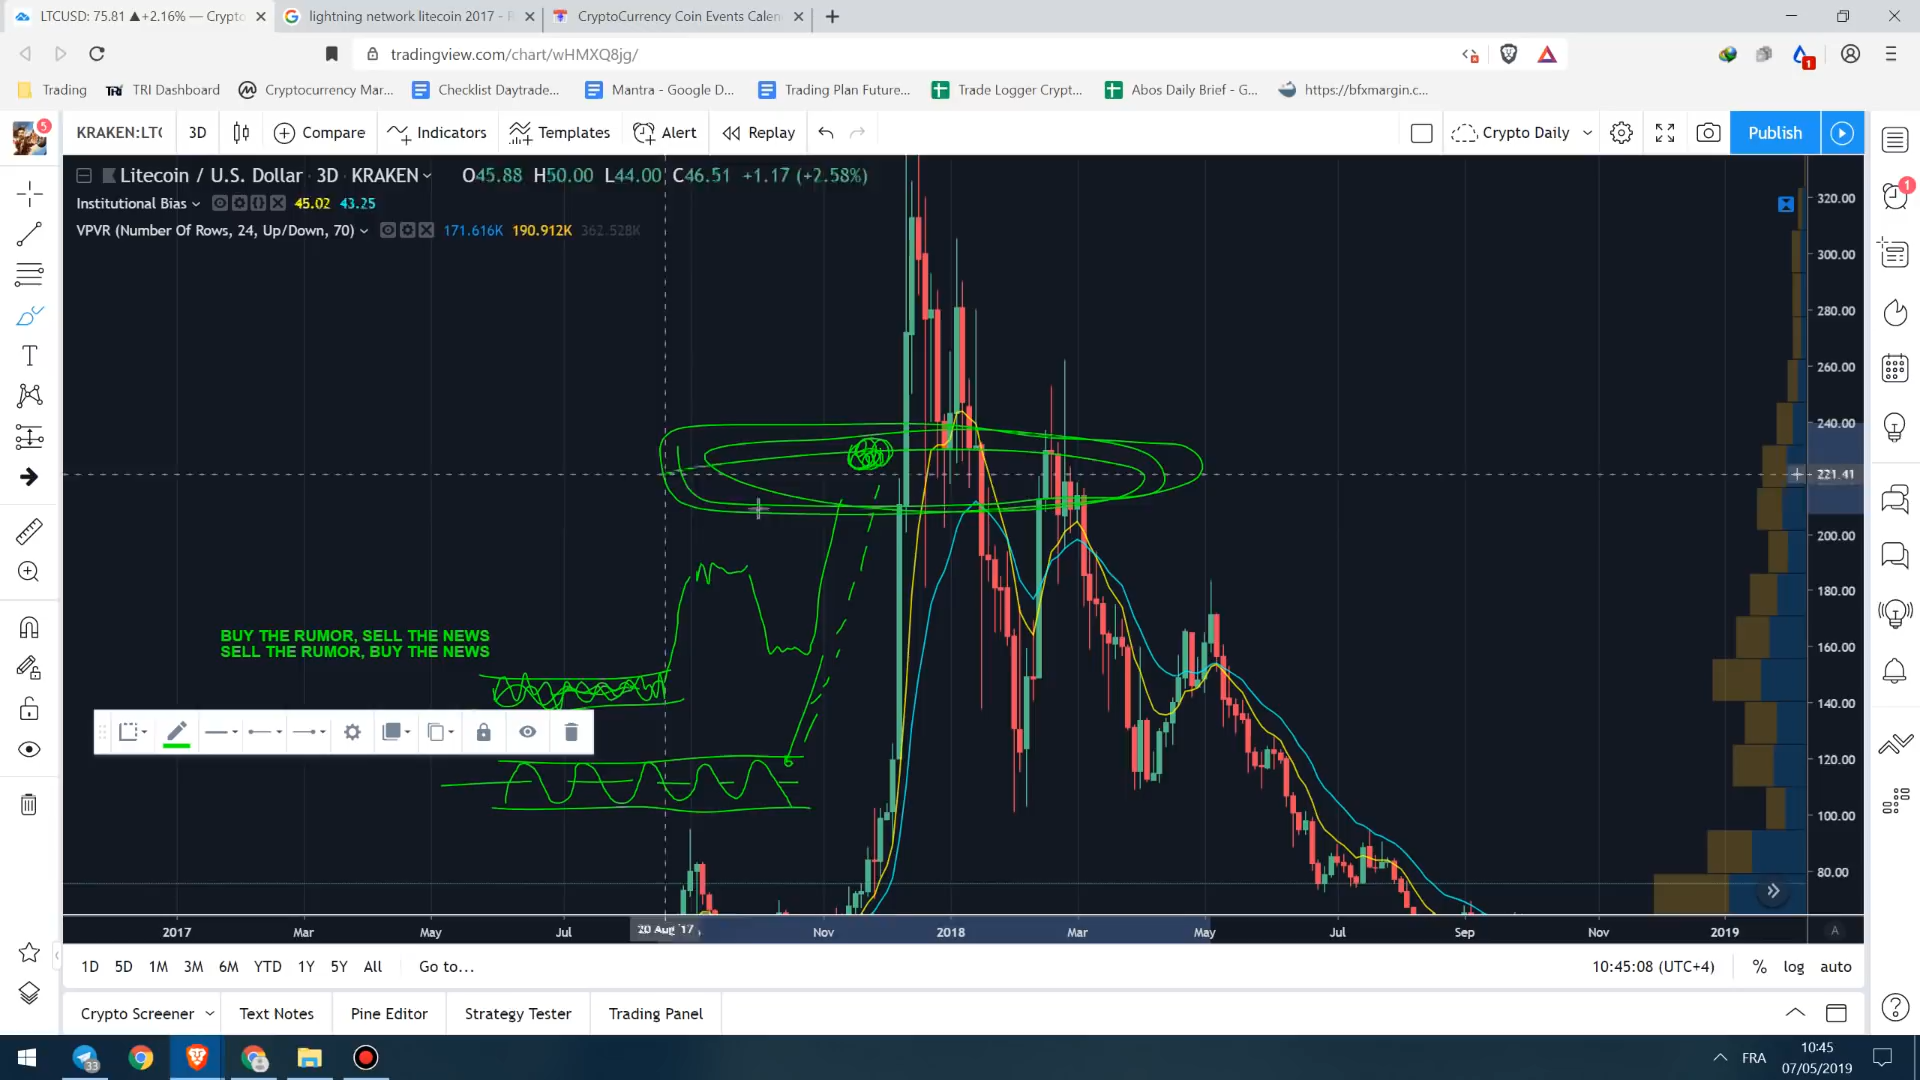 LTCUSD: 75.81 ▲+2.16% — Crypto
lightning network litecoin 2017 - R
CryptoCurrency Coin Events Calen
tradingview.com/chart/wHMXQ8jg/
1
Trading
TRI Dashboard
Cryptocurrency Mar...
Checklist Daytrade...
Mantra - Google D...
Trading Plan Future...
Trade Logger Crypt...
Abos Daily Brief - G...
https://bfxmargin.c...
5
KRAKEN:LTC
3D
Compare
Indicators
Templates
Alert
Replay
Crypto Daily
Publish
Litecoin / U.S. Dollar 3D KRAKEN O45.88 H50.00 L44.00 C46.51 +1.17 (+2.58%)
Institutional Bias 45.02 43.25
VPVR (Number Of Rows, 24, Up/Down, 70) 171.616K 190.912K 362.528K
1
320.00
300.00
280.00
260.00
240.00
221.41
200.00
180.00
160.00
140.00
120.00
100.00
80.00
BUY THE RUMOR, SELL THE NEWS
SELL THE RUMOR, BUY THE NEWS
2017 Mar May Jul 20 Aug '17 Nov 2018 Mar May Jul Sep Nov 2019
A
1D 5D 1M 3M 6M YTD 1Y 5Y All Go to...
10:45:08 (UTC+4) % log auto
Crypto Screener Text Notes Pine Editor Strategy Tester Trading Panel
33
FRA
10:45
07/05/2019